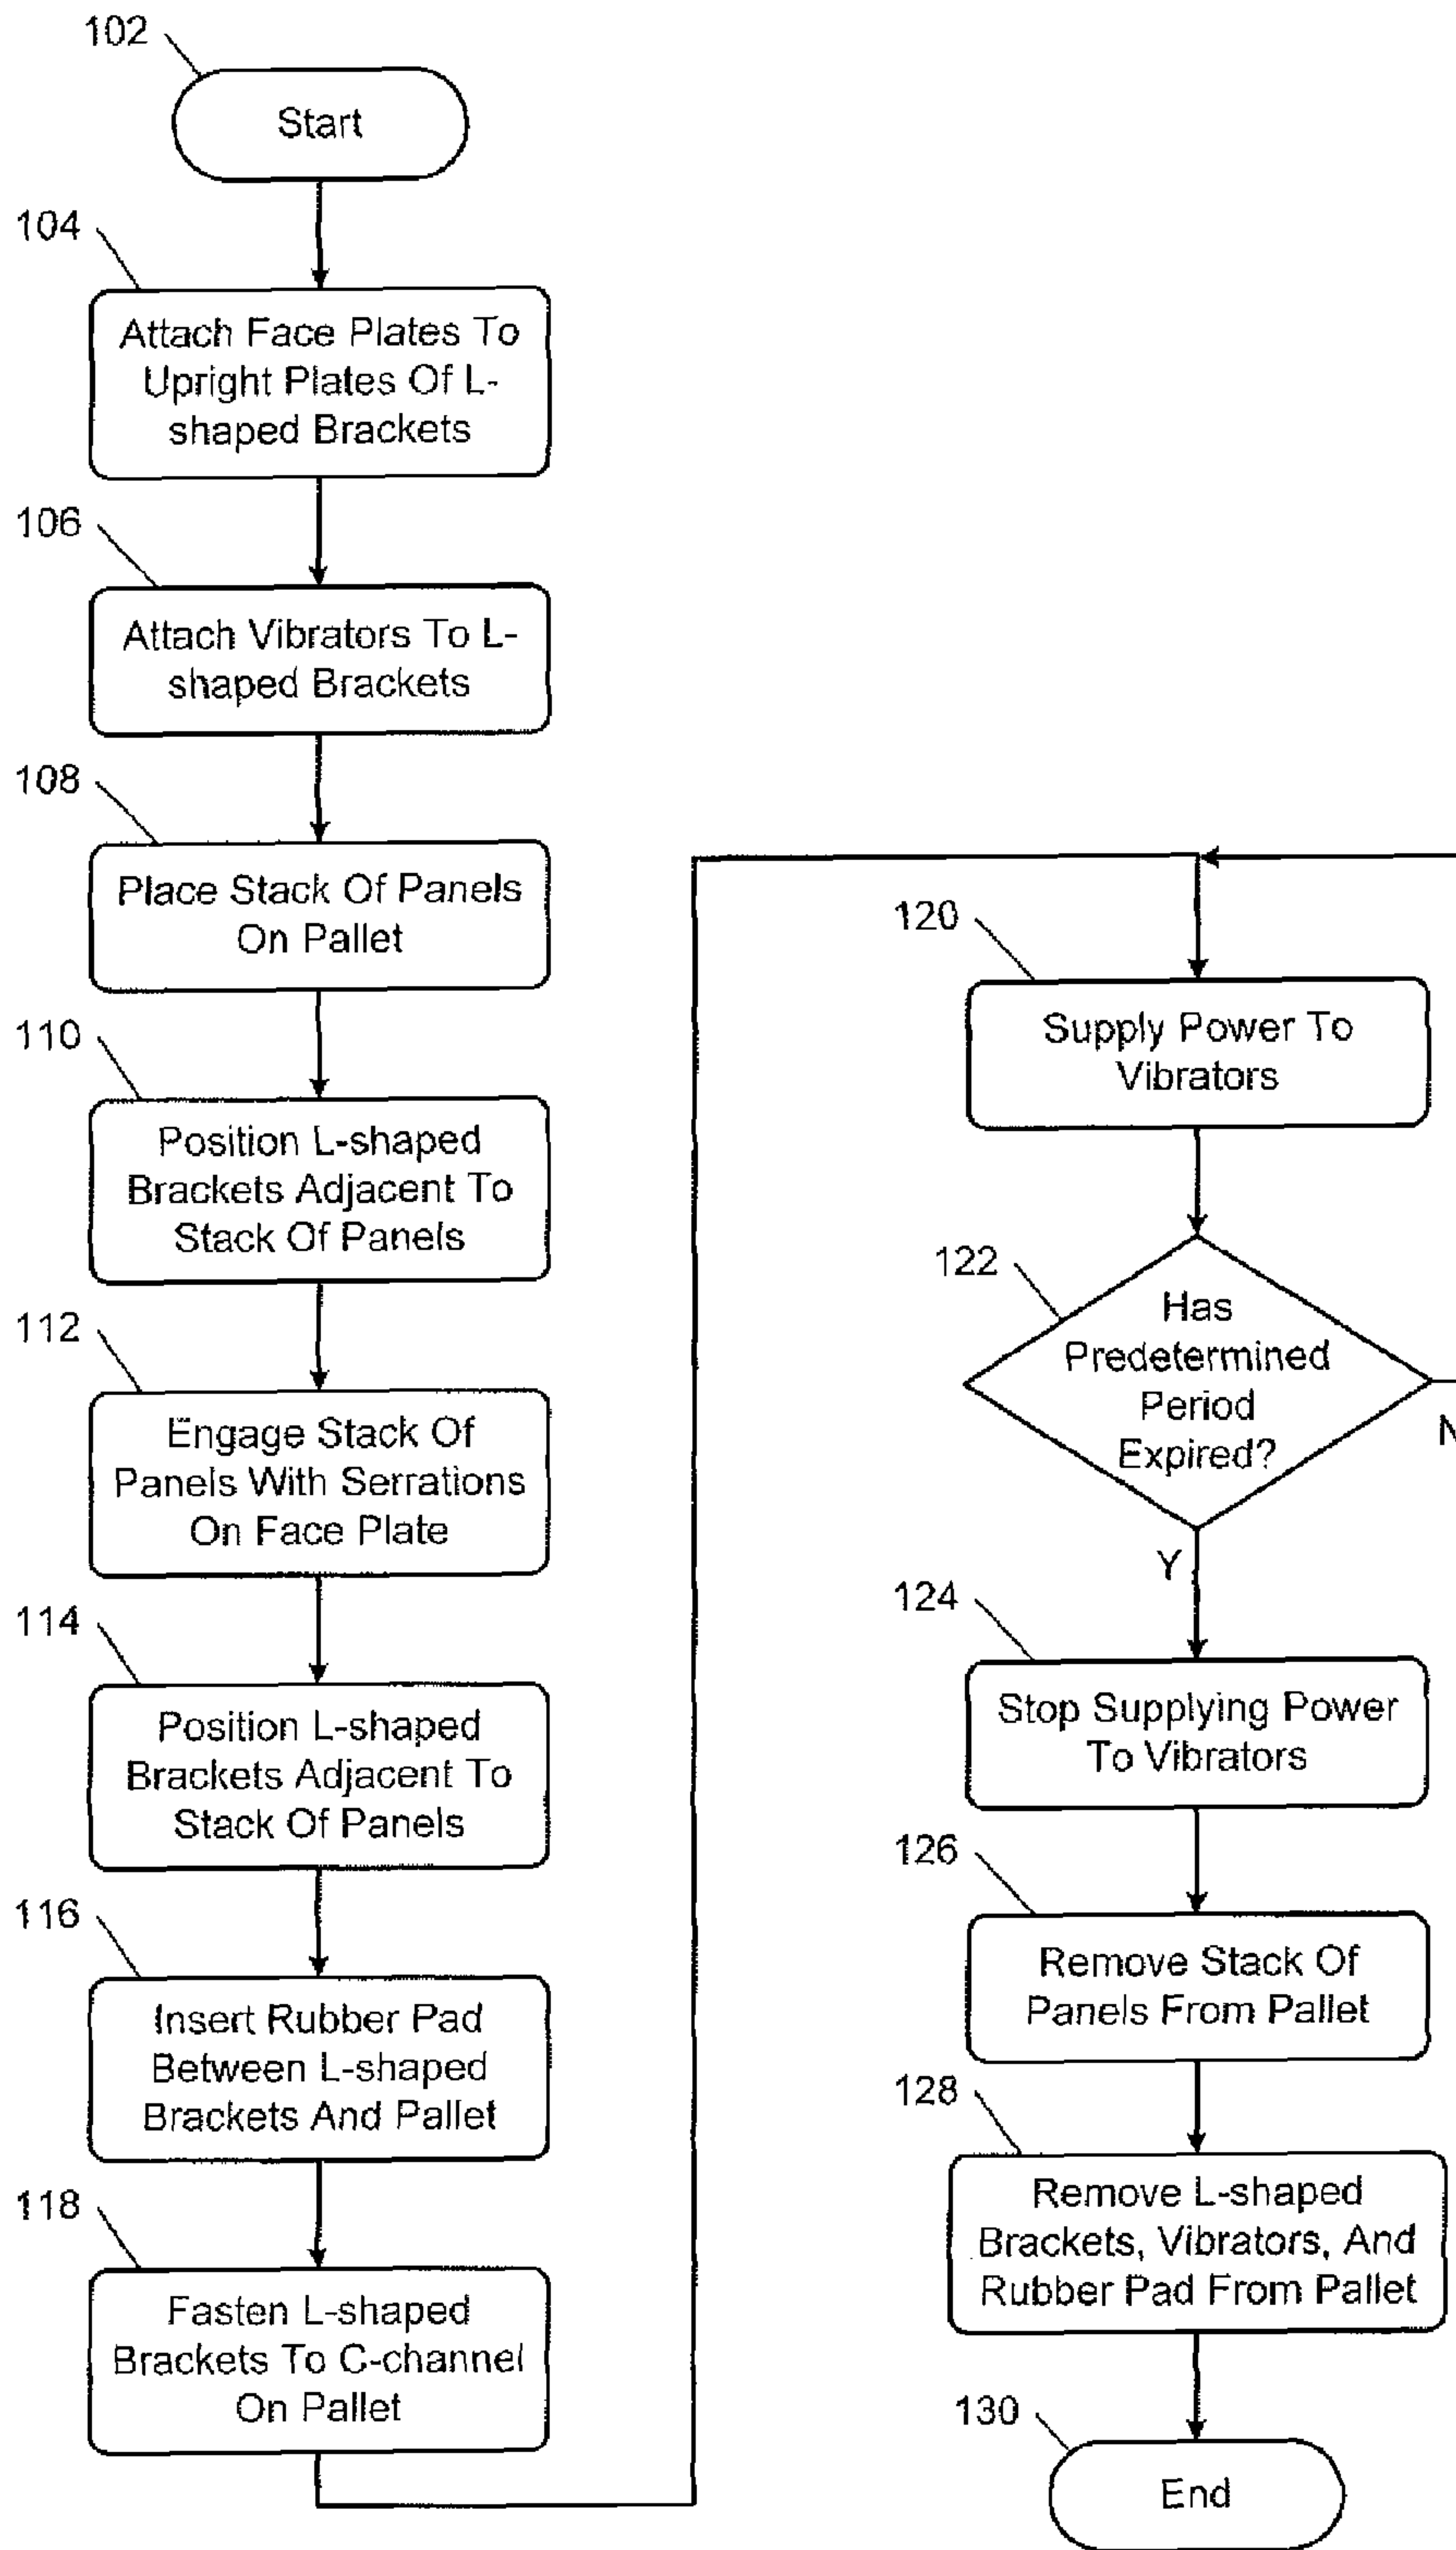 102
Start
104
Attach Face Plates To
Upright Plates Of L-
shaped Brackets
106
Attach Vibrators To L-
shaped Brackets
108
Place Stack Of Panels
On Pallet
110
Position L-shaped
Brackets Adjacent To
Stack Of Panels
112
Engage Stack Of
Panels With Serrations
On Face Plate
114
Position L-shaped
Brackets Adjacent To
Stack Of Panels
116
Insert Rubber Pad
Between L-shaped
Brackets And Pallet
118
Fasten L-shaped
Brackets To C-channel
On Pallet
120
Supply Power To
Vibrators
122
Has
Predetermined
Period
Expired?
N
Y
124
Stop Supplying Power
To Vibrators
126
Remove Stack Of
Panels From Pallet
128
Remove L-shaped
Brackets, Vibrators, And
Rubber Pad From Pallet
130
End